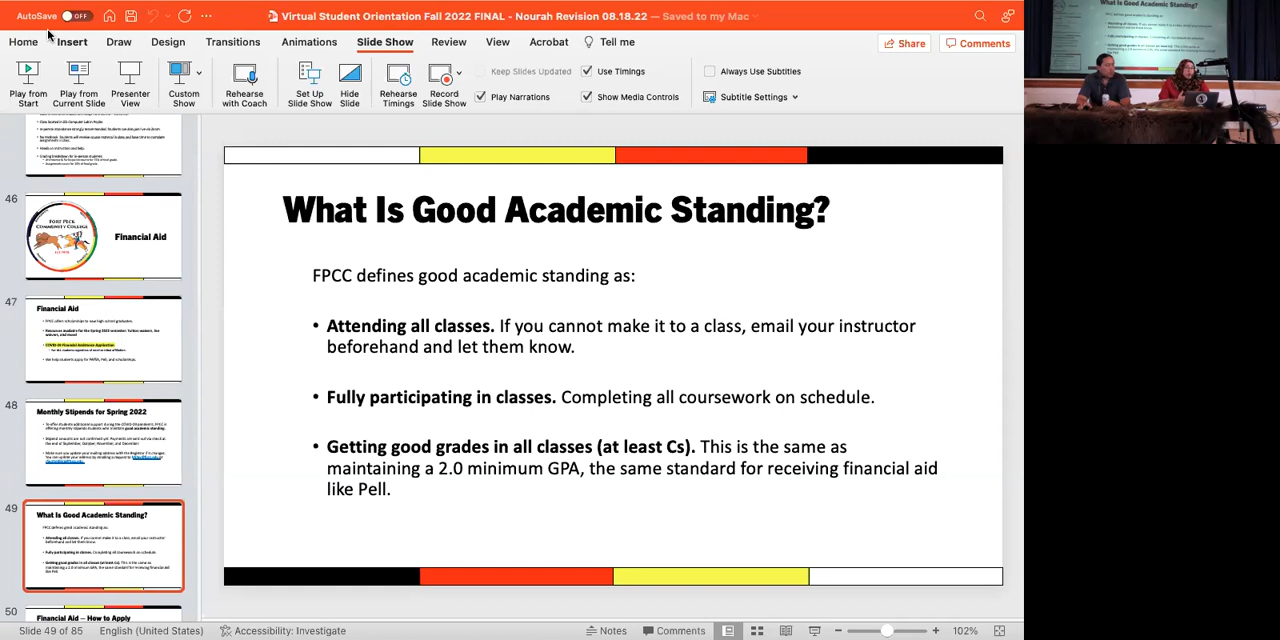 AutoSave OFF
Virtual Student Orientation Fall 2022 FINAL - Nourah Revision 08.18.22 — Saved to my Mac
Home Insert Draw Design Transitions Animations Slide Show Review View Acrobat Tell me
Share Comments
Play from Start
Play from Current Slide
Presenter View
Custom Show
Rehearse with Coach
Set Up Slide Show
Hide Slide
Rehearse Timings
Record Slide Show
Keep Slides Updated
Use Timings
Play Narrations
Show Media Controls
Always Use Subtitles
Subtitle Settings
46
FORT PECK
COMMUNITY COLLEGE
Financial Aid
47
Financial Aid
48
Monthly Stipends for Spring 2022
49
What Is Good Academic Standing?
50
Financial Aid – How to Apply
What Is Good Academic Standing?
FPCC defines good academic standing as:
• Attending all classes. If you cannot make it to a class, email your instructor
beforehand and let them know.
• Fully participating in classes. Completing all coursework on schedule.
• Getting good grades in all classes (at least Cs). This is the same as
maintaining a 2.0 minimum GPA, the same standard for receiving financial aid
like Pell.
What Is Good Academic Standing?
Slide 49 of 85 English (United States) Accessibility: Investigate
Notes Comments 102%